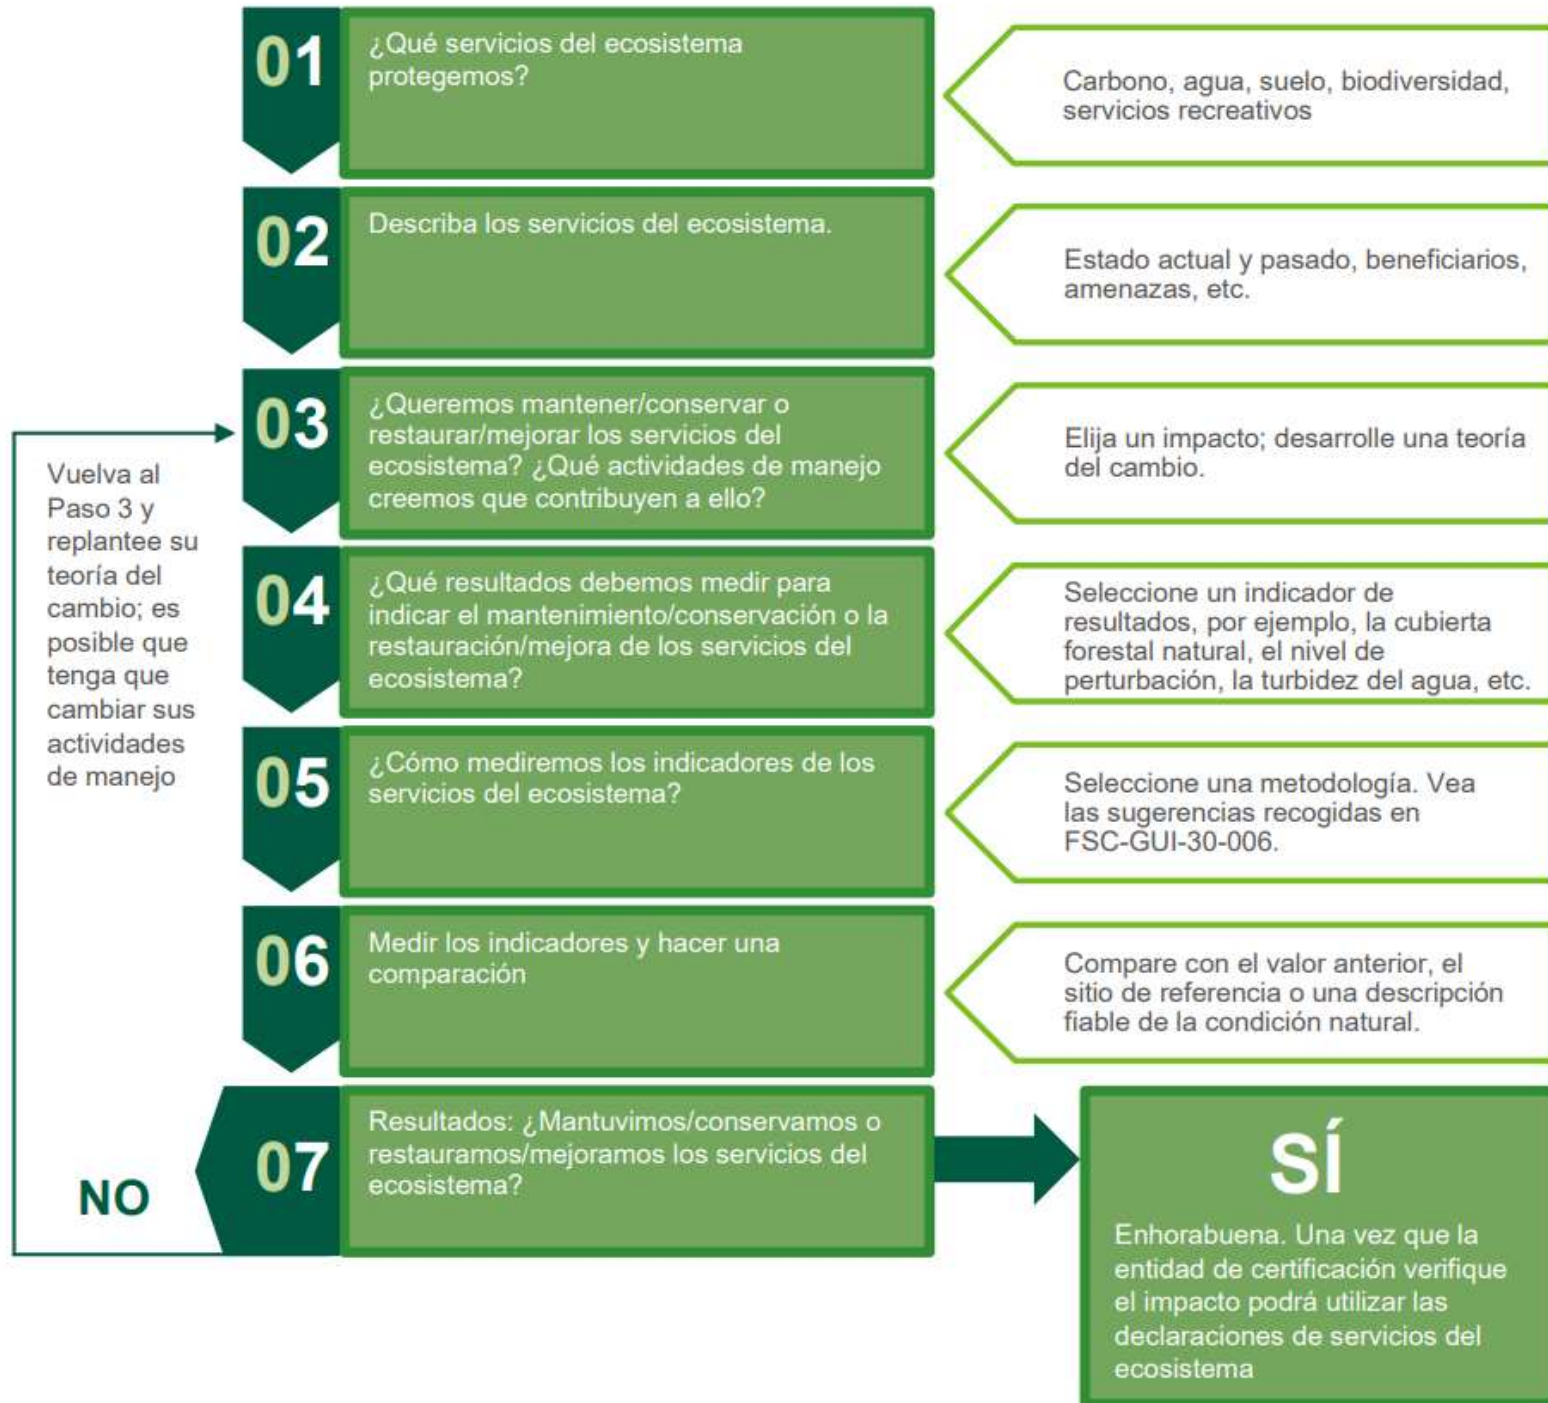 01
¿Qué servicios del ecosistema
protegemos?
Carbono, agua, suelo, biodiversidad,
servicios recreativos
02
Describa los servicios del ecosistema.
Estado actual y pasado, beneficiarios,
amenazas, etc.
03
¿Queremos mantener/conservar o
restaurar/mejorar los servicios del
ecosistema? ¿Qué actividades de manejo
creemos que contribuyen a ello?
Elija un impacto; desarrolle una teoría
del cambio.
04
¿Qué resultados debemos medir para
indicar el mantenimiento/conservación o la
restauración/mejora de los servicios del
ecosistema?
Seleccione un indicador de
resultados, por ejemplo, la cubierta
forestal natural, el nivel de
perturbación, la turbidez del agua, etc.
05
¿Cómo mediremos los indicadores de los
servicios del ecosistema?
Seleccione una metodología. Vea
las sugerencias recogidas en
FSC-GUI-30-006.
06
Medir los indicadores y hacer una
comparación
Compare con el valor anterior, el
sitio de referencia o una descripción
fiable de la condición natural.
07
Resultados: ¿Mantuvimos/conservamos o
restauramos/mejoramos los servicios del
ecosistema?
NO
Vuelva al
Paso 3 y
replantee su
teoría del
cambio; es
posible que
tenga que
cambiar sus
actividades
de manejo
SÍ
Enhorabuena. Una vez que la
entidad de certificación verifique
el impacto podrá utilizar las
declaraciones de servicios del
ecosistema